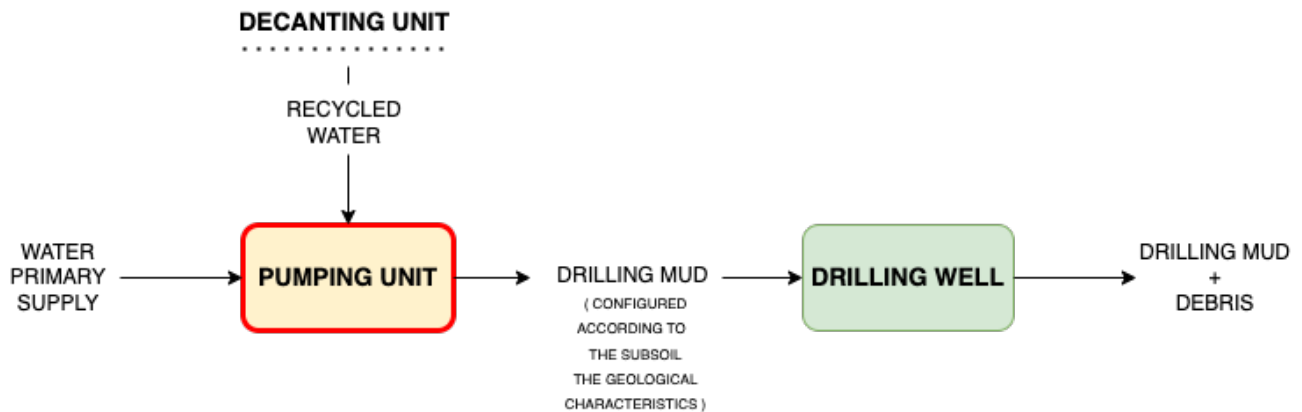 DECANTING UNIT
RECYCLED
WATER
WATER
PRIMARY
SUPPLY
PUMPING UNIT
DRILLING MUD
( CONFIGURED
ACCORDING TO
THE SUBSOIL
THE GEOLOGICAL
CHARACTERISTICS )
DRILLING WELL
DRILLING MUD
+
DEBRIS